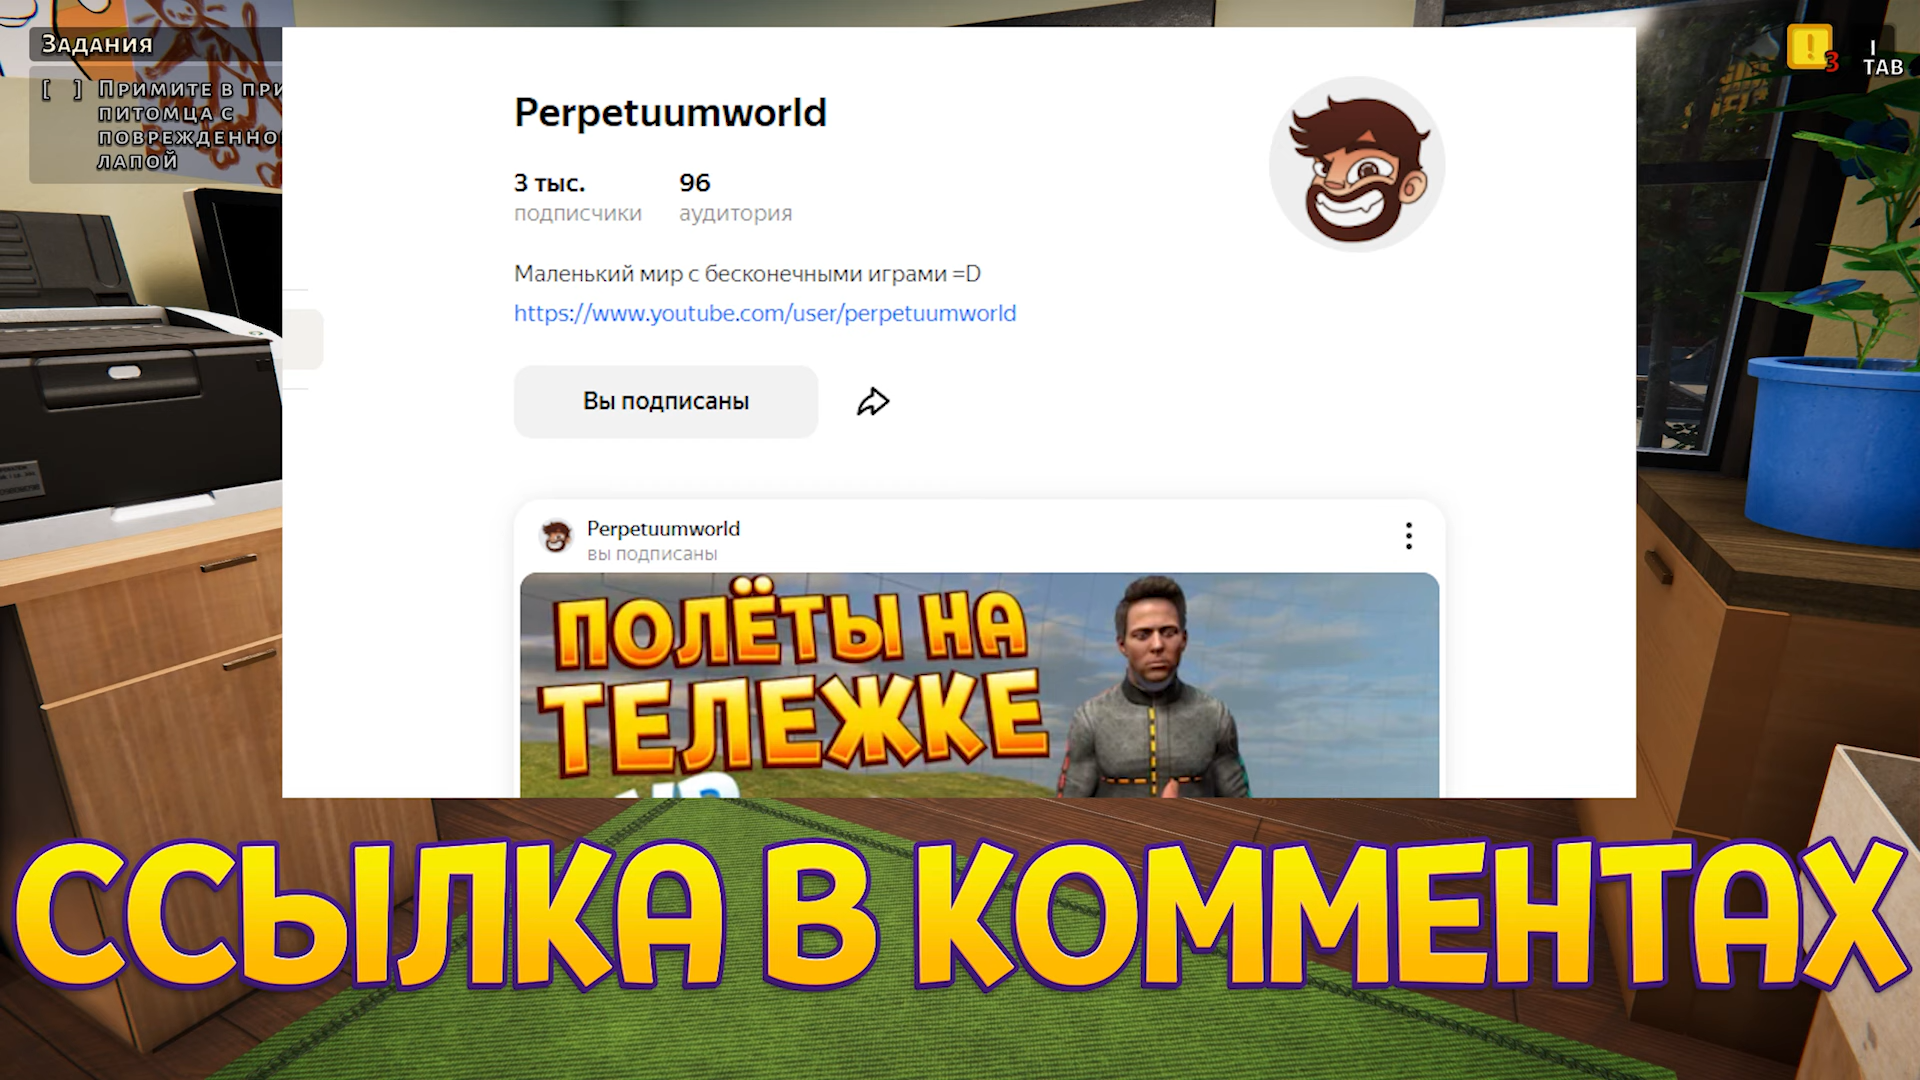 Задания
[ ] Примите в при
питомца с
поврежденно
лапой
3
I
TAB
Perpetuumworld
3 тыс.
подписчики
96
аудитория
Маленький мир с бесконечными играми =D
https://www.youtube.com/user/perpetuumworld
Вы подписаны
Perpetuumworld
вы подписаны
ПОЛЁТЫ НА
ТЕЛЕЖКЕ
ССЫЛКА В КОММЕНТАХ